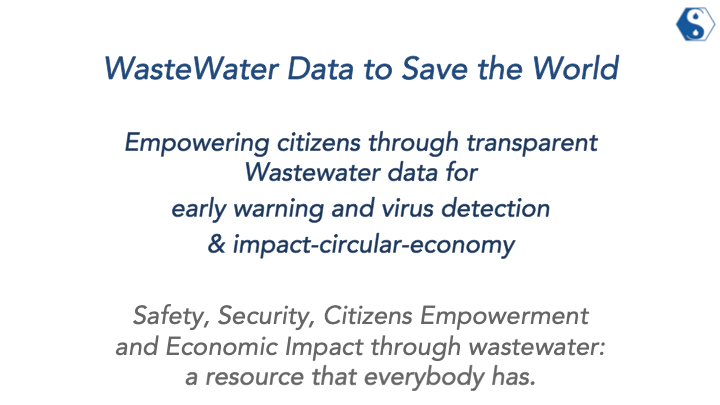 WasteWater Data to Save the World
Empowering citizens through transparent
Wastewater data for
early warning and virus detection
& impact-circular-economy
Safety, Security, Citizens Empowerment
and Economic Impact through wastewater:
a resource that everybody has.